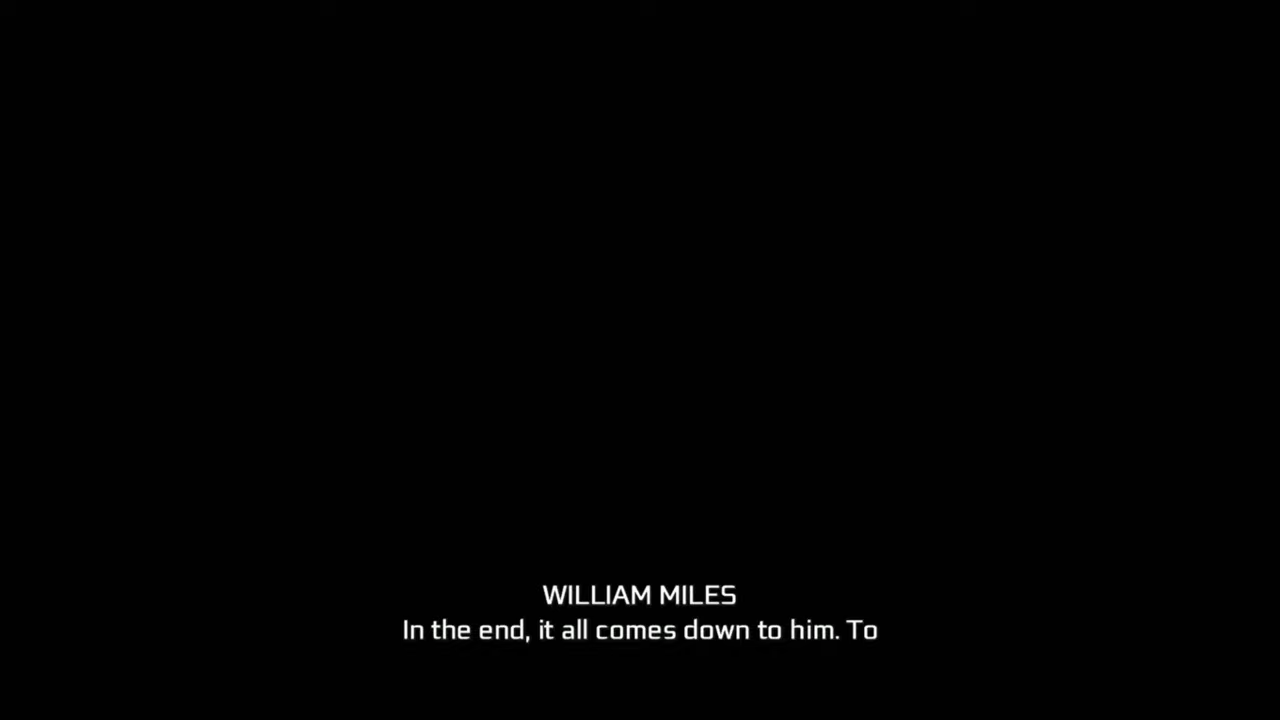 WILLIAM MILES
In the end, it all comes down to him. To